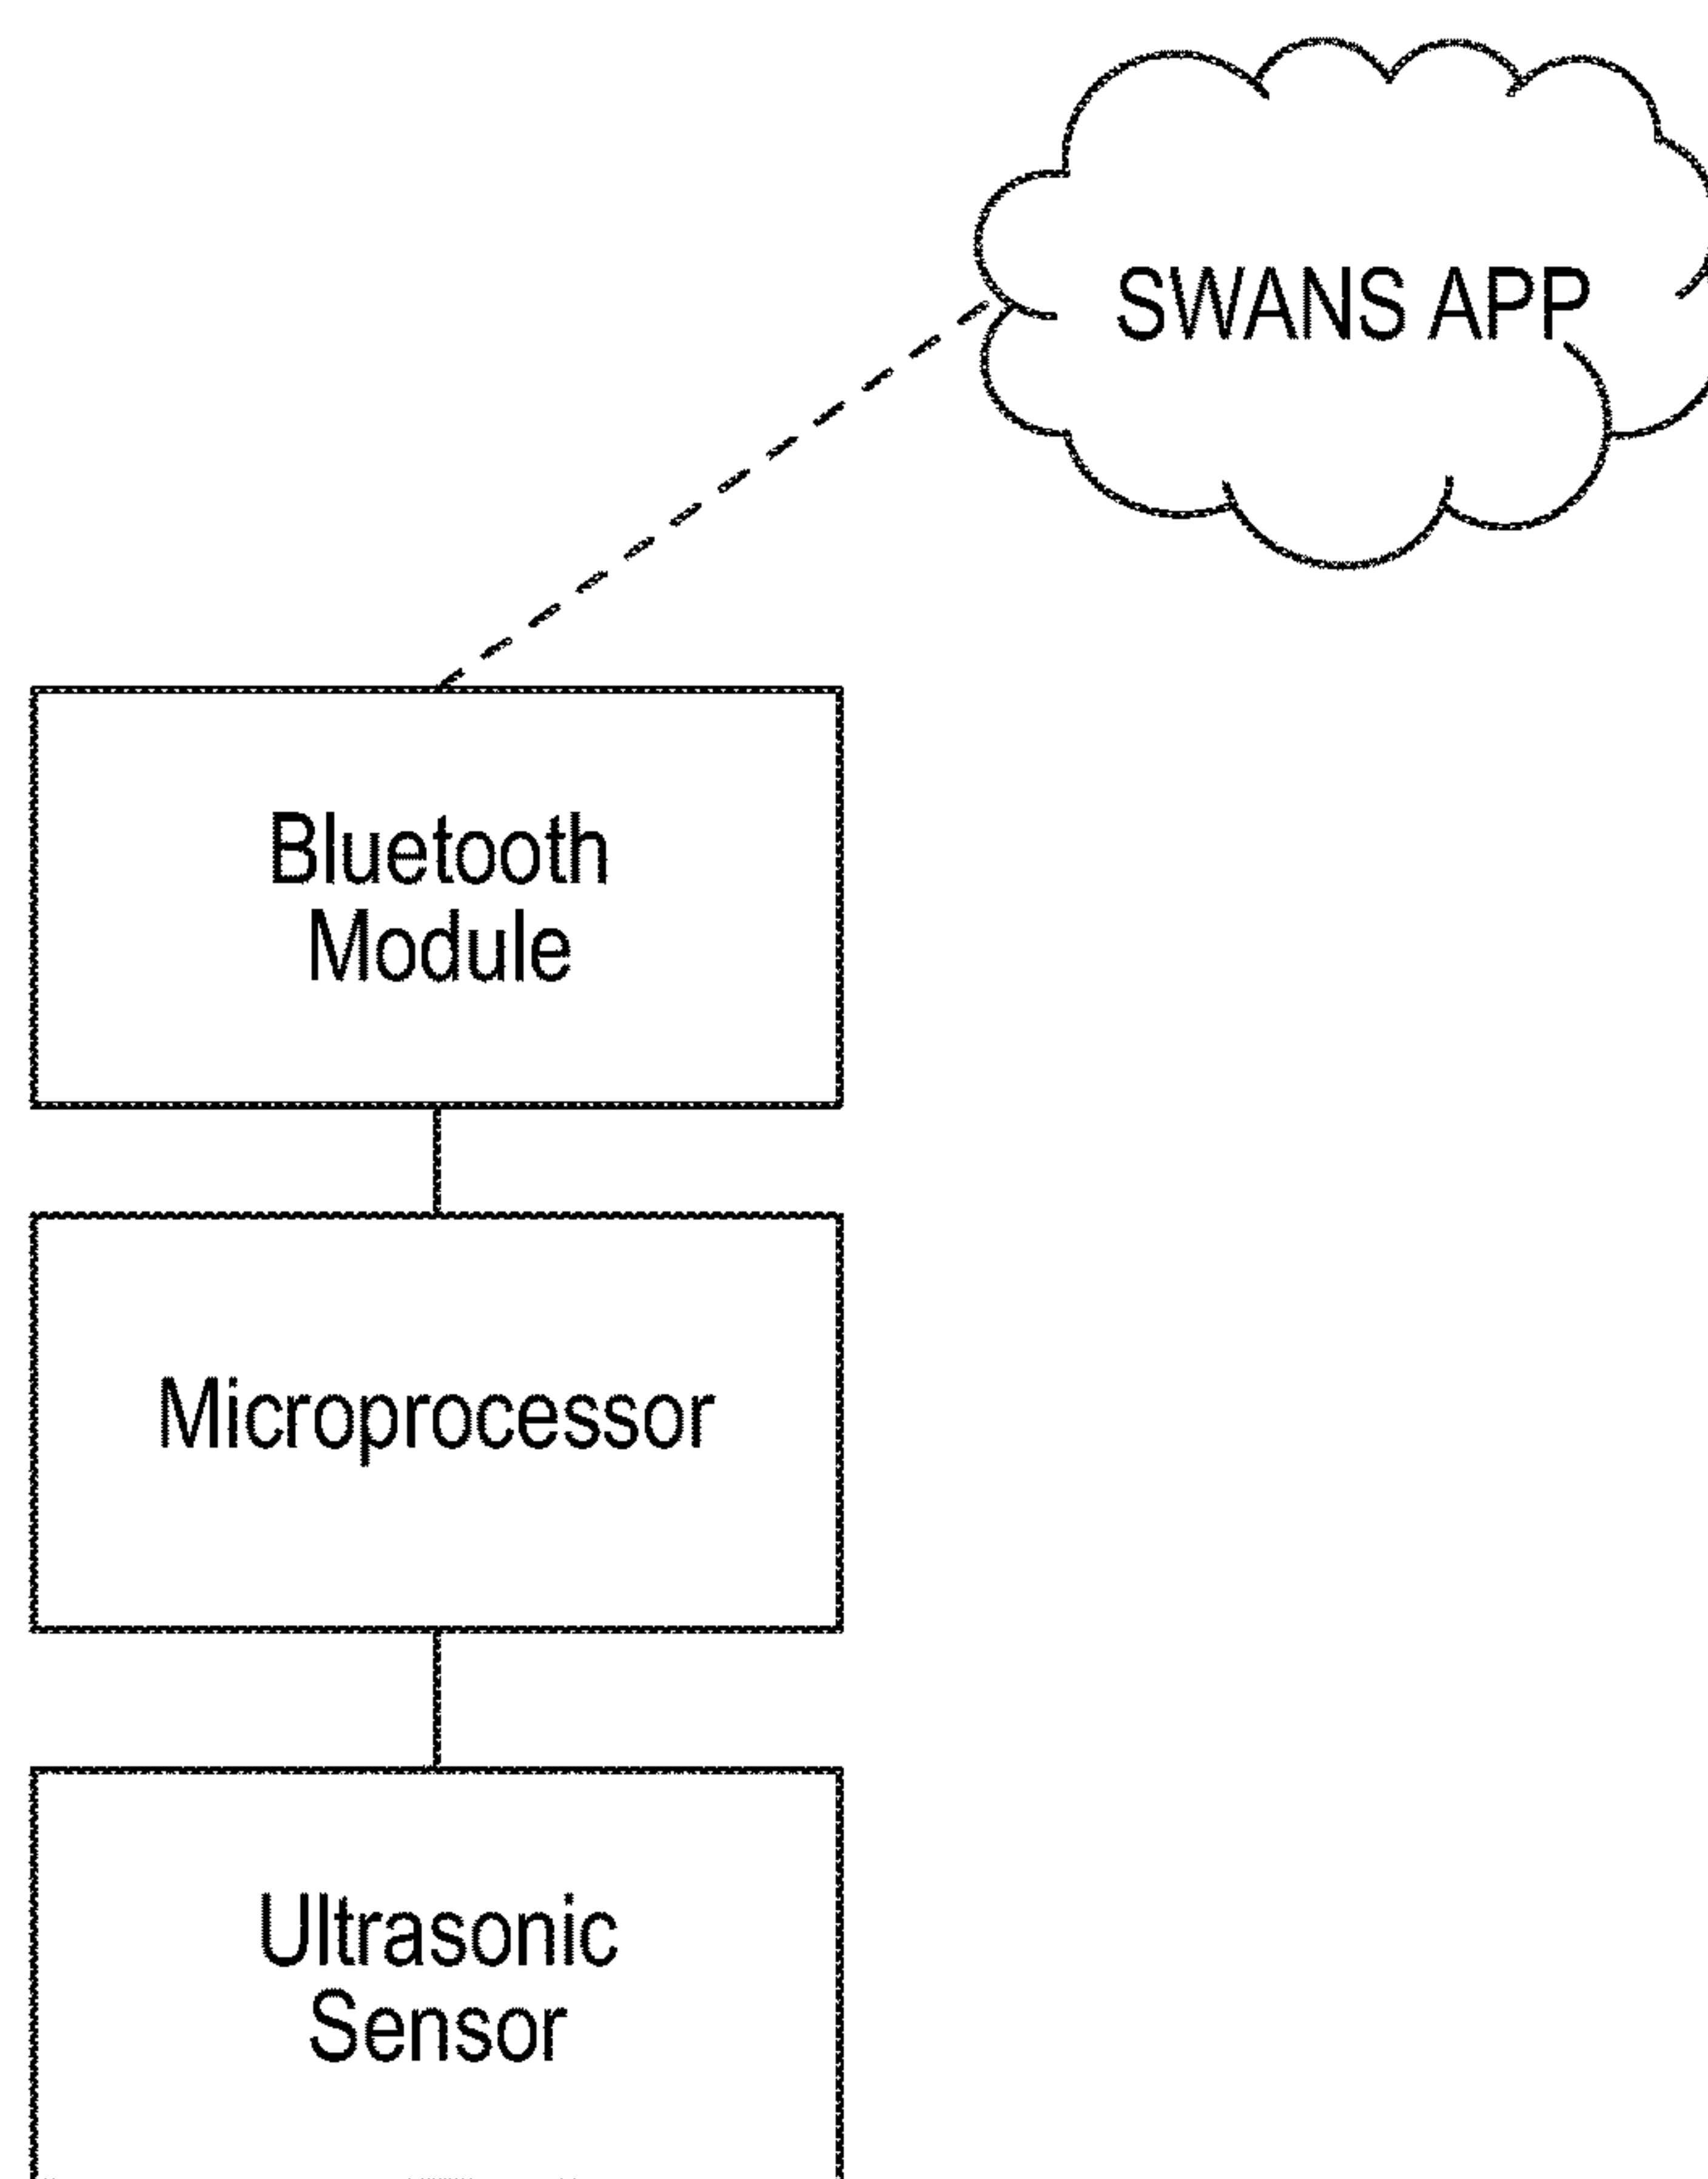 SWANS APP
Bluetooth
Module
Microprocessor
Ultrasonic
Sensor